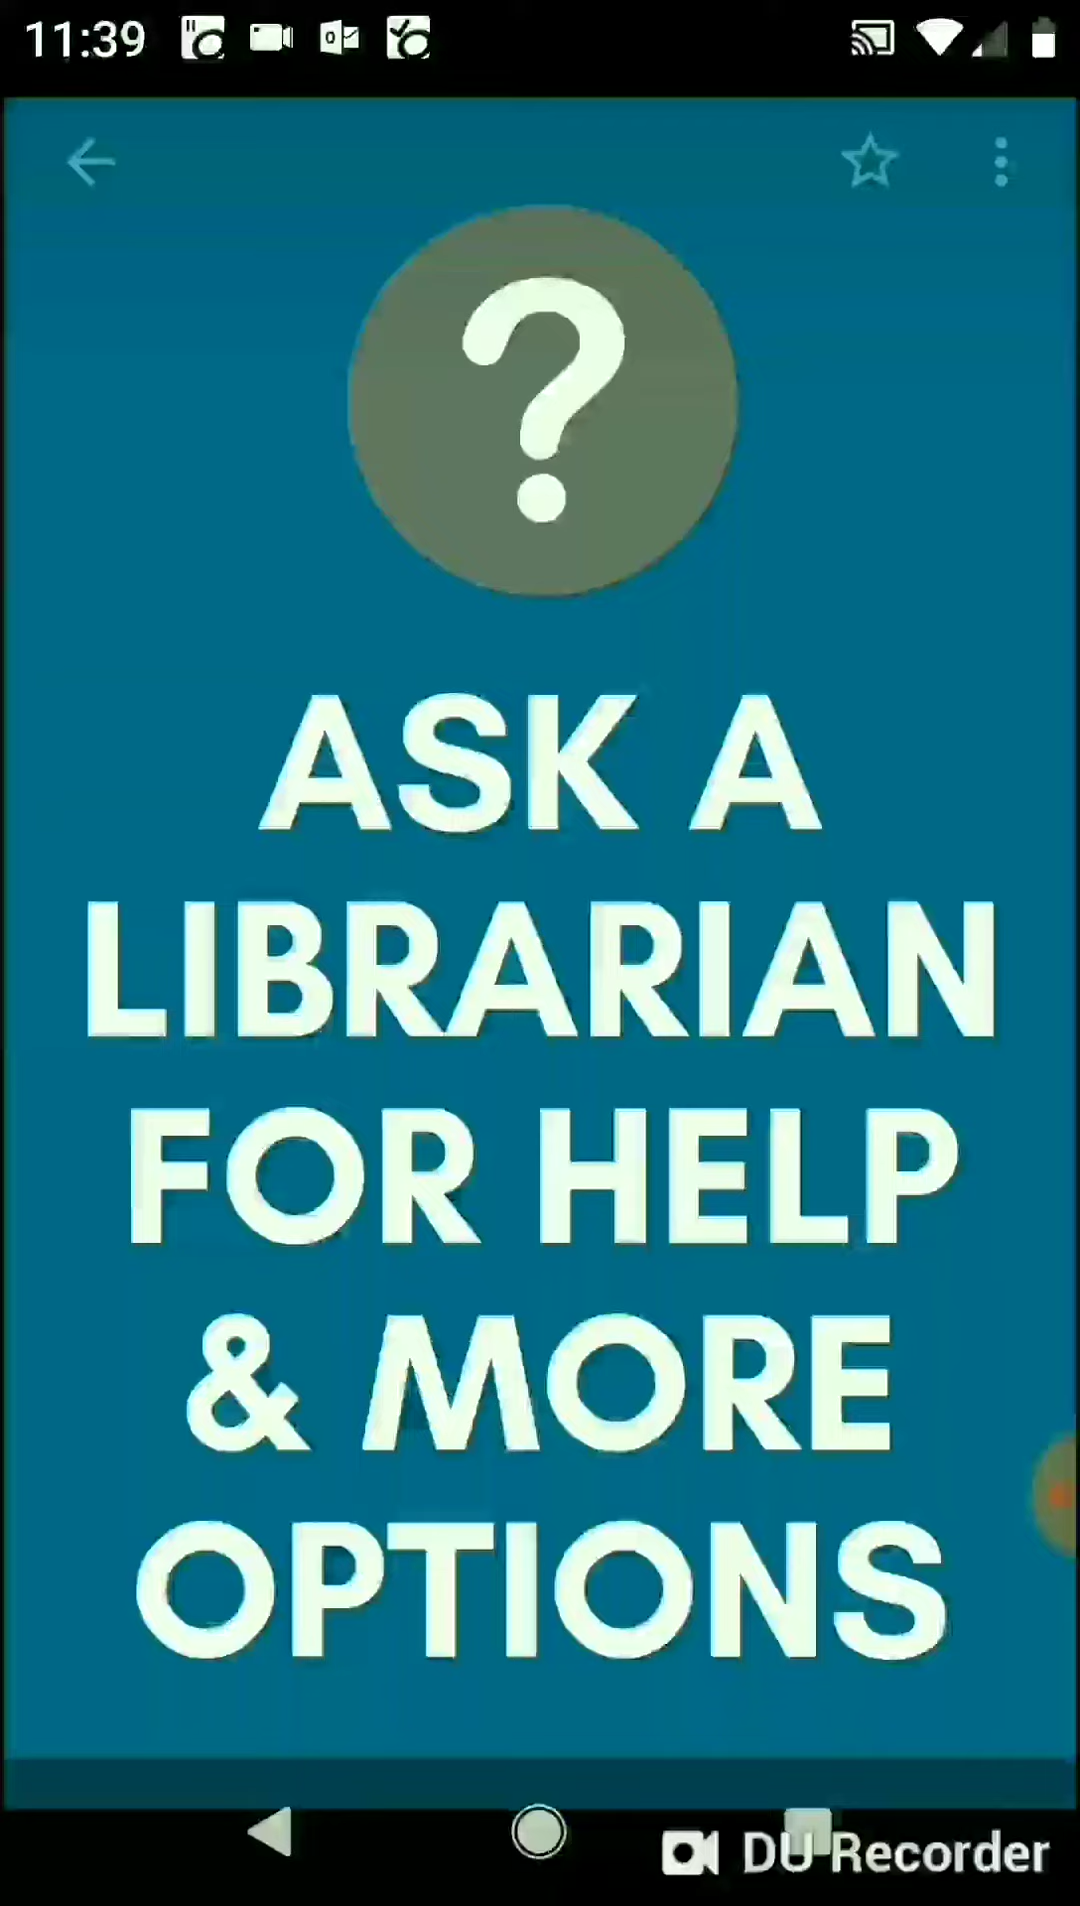 11:39
?
ASK A
LIBRARIAN
FOR HELP
& MORE
OPTIONS
DU Recorder